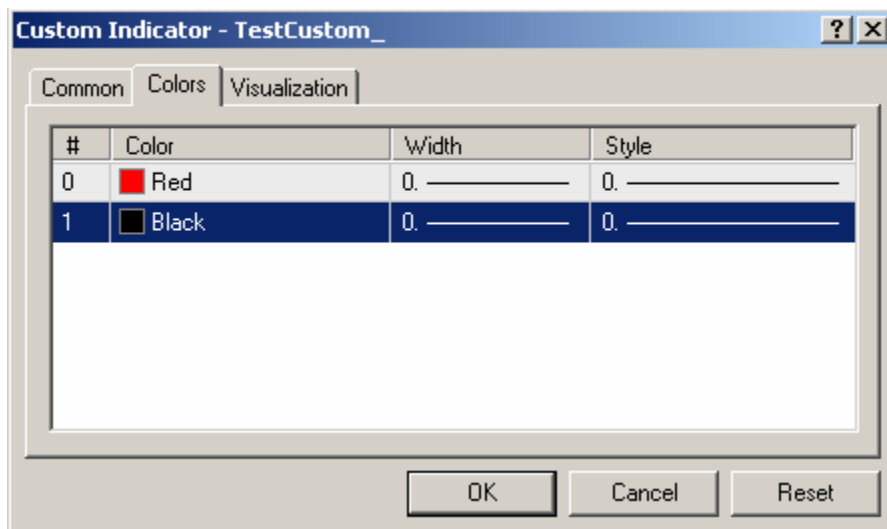 Custom Indicator - TestCustom_
? X
Common Colors Visualization
# Color Width Style
0 Red 0. 0.
1 Black 0. 0.
OK Cancel Reset